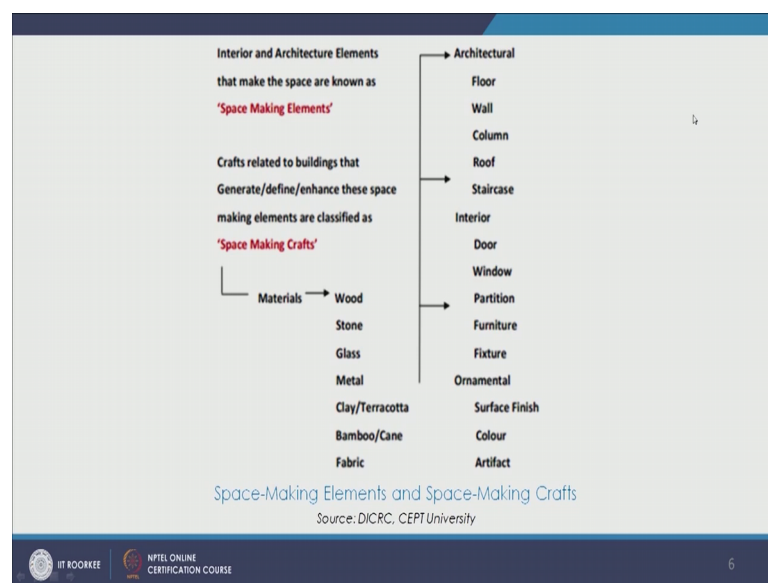 Interior and Architecture Elements
that make the space are known as
‘Space Making Elements’
Crafts related to buildings that
Generate/define/enhance these space
making elements are classified as
‘Space Making Crafts’
Materials
Wood
Stone
Glass
Metal
Clay/Terracotta
Bamboo/Cane
Fabric
Architectural
Floor
Wall
Column
Roof
Staircase
Interior
Door
Window
Partition
Furniture
Fixture
Ornamental
Surface Finish
Colour
Artifact
Space-Making Elements and Space-Making Crafts
Source: DICRC, CEPT University
IIT ROORKEE
NPTEL ONLINE
CERTIFICATION COURSE
6